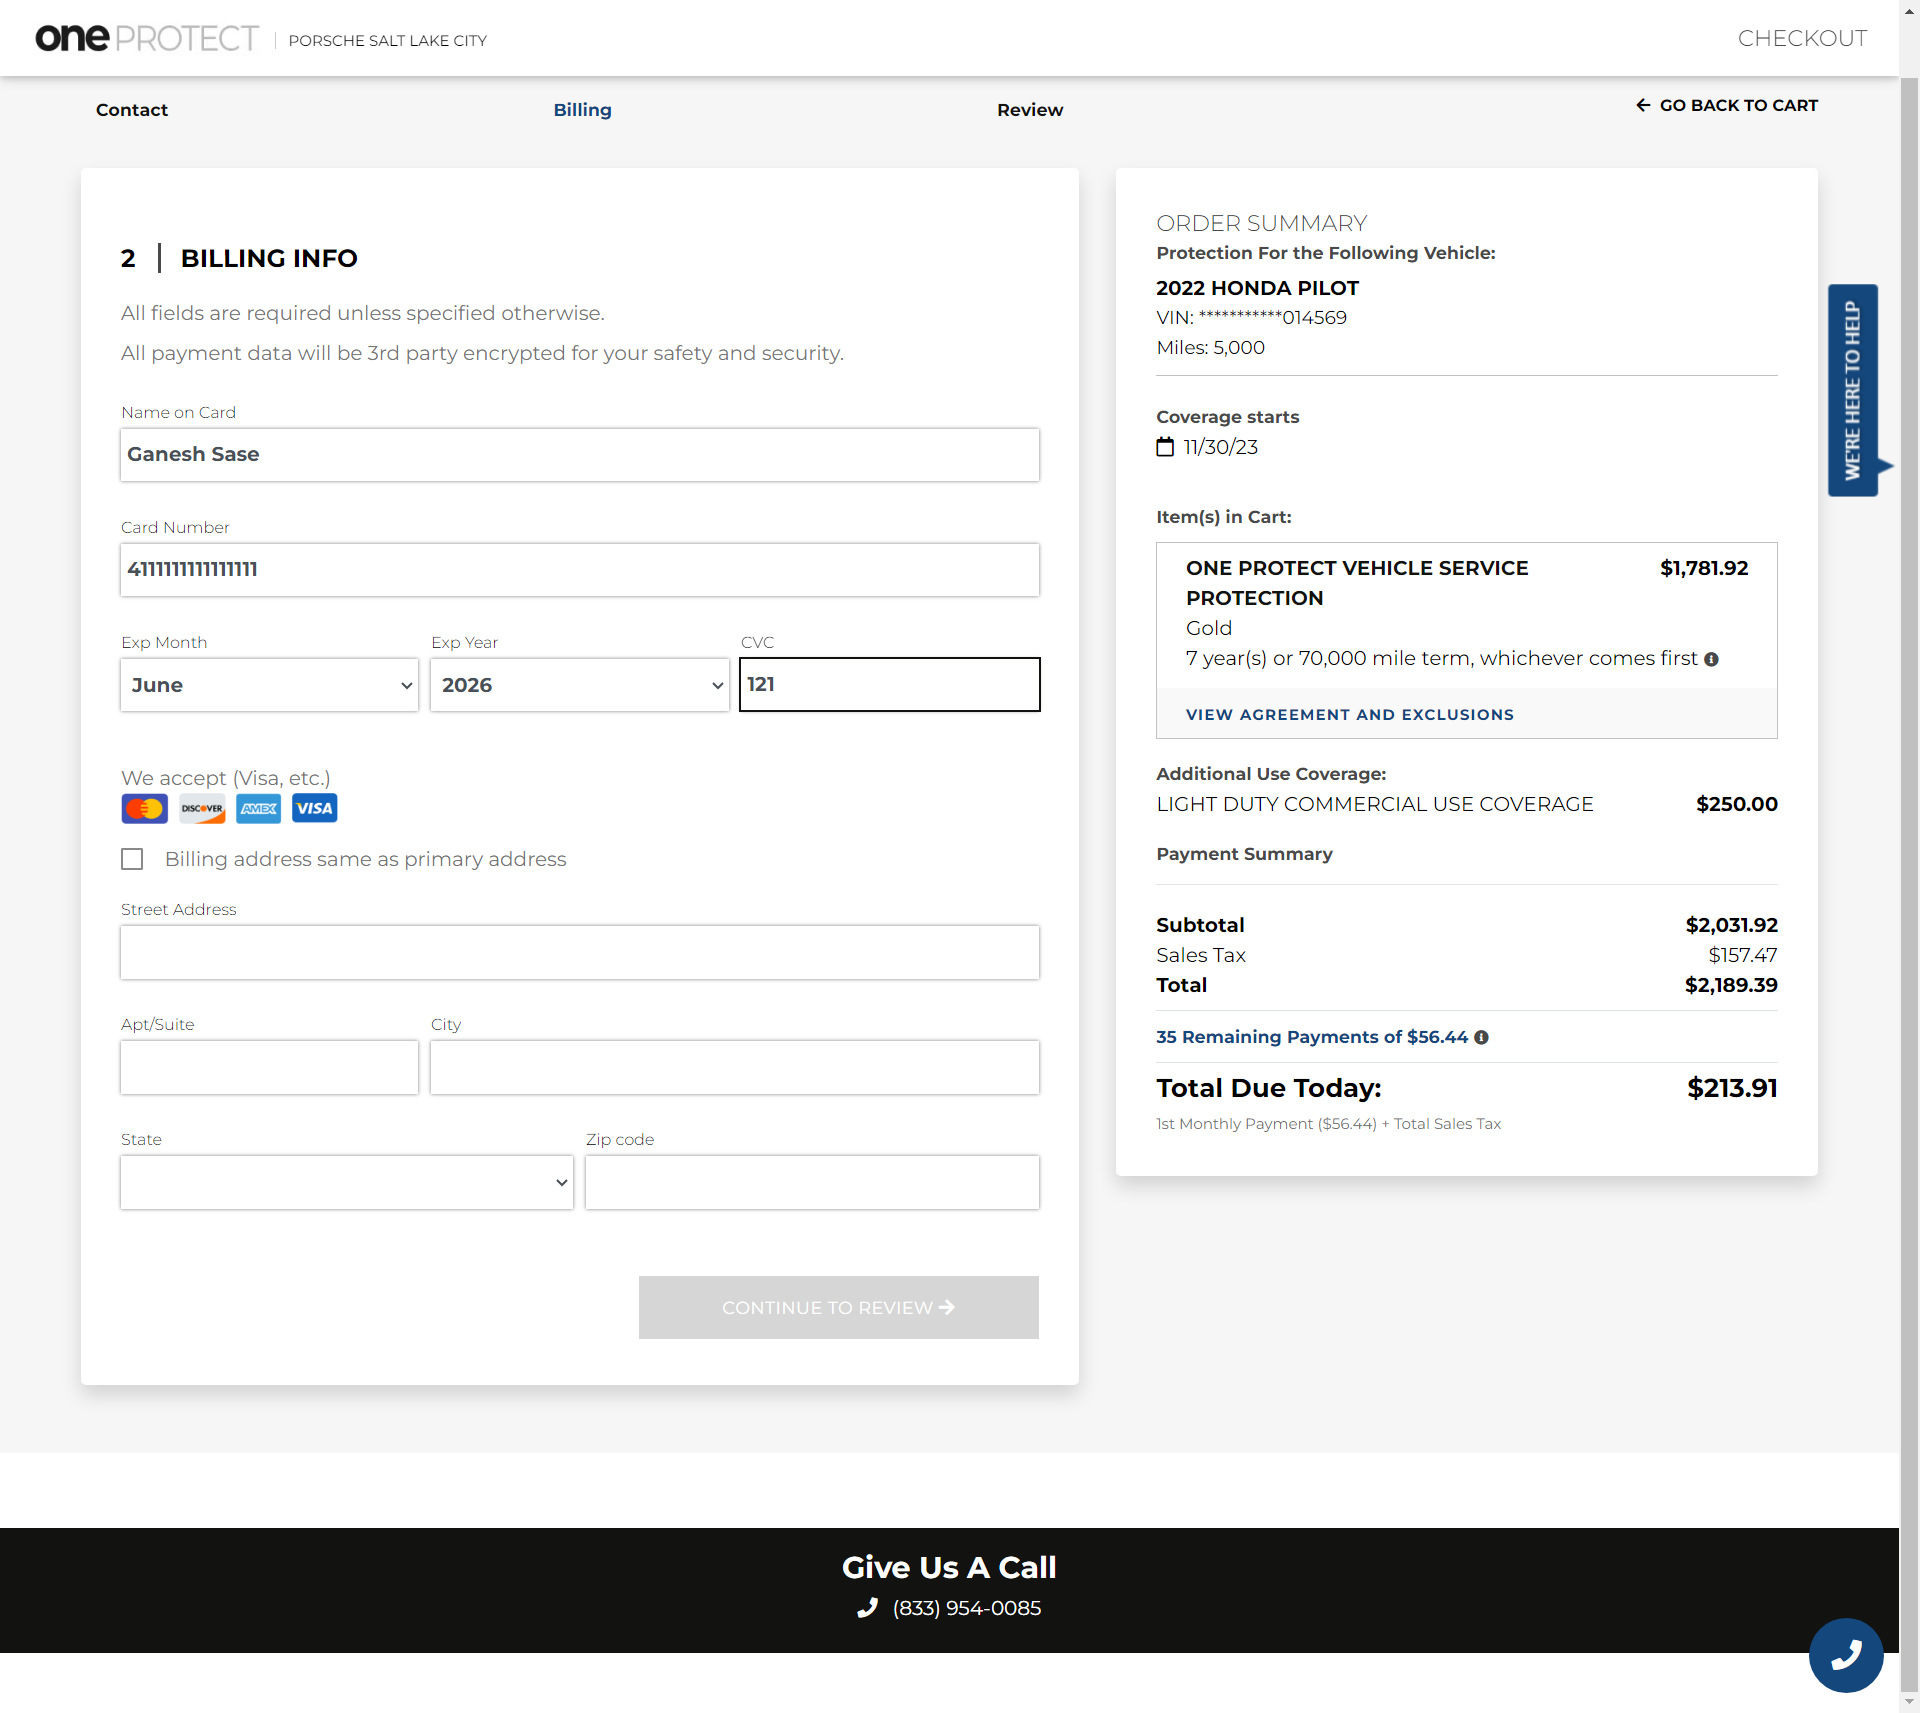 one PROTECT PORSCHE SALT LAKE CITY
CHECKOUT
Contact
Billing
Review
GO BACK TO CART
2 BILLING INFO
All fields are required unless specified otherwise.
All payment data will be 3rd party encrypted for your safety and security.
Name on Card
Ganesh Sase
Card Number
4111111111111111
Exp Month
Exp Year
CVC
June
2026
121
We accept (Visa, etc.)
DISCOVER
AMEX
VISA
Billing address same as primary address
Street Address
Apt/Suite
City
State
Zip code
CONTINUE TO REVIEW
ORDER SUMMARY
Protection For the Following Vehicle:
2022 HONDA PILOT
VIN: ***********014569
Miles: 5,000
Coverage starts
11/30/23
Item(s) in Cart:
ONE PROTECT VEHICLE SERVICE $1,781.92
PROTECTION
Gold
7 year(s) or 70,000 mile term, whichever comes first
VIEW AGREEMENT AND EXCLUSIONS
Additional Use Coverage:
LIGHT DUTY COMMERCIAL USE COVERAGE $250.00
Payment Summary
Subtotal $2,031.92
Sales Tax $157.47
Total $2,189.39
35 Remaining Payments of $56.44
Total Due Today: $213.91
1st Monthly Payment ($56.44) + Total Sales Tax
WE'RE HERE TO HELP
Give Us A Call
(833) 954-0085